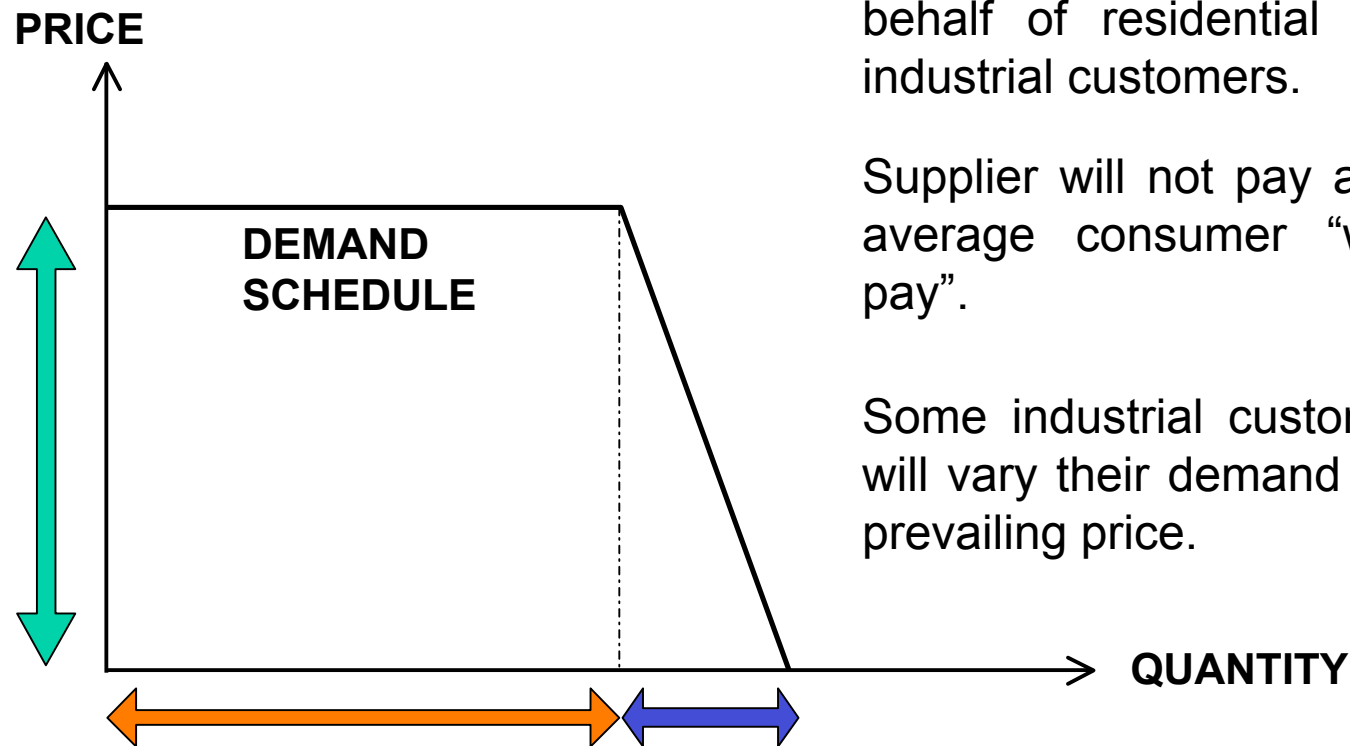 PRICE
behalf of residential
industrial customers.
Supplier will not pay
average consumer
pay”.
DEMAND
SCHEDULE
Some industrial
will vary their demand
prevailing price.
QUANTITY